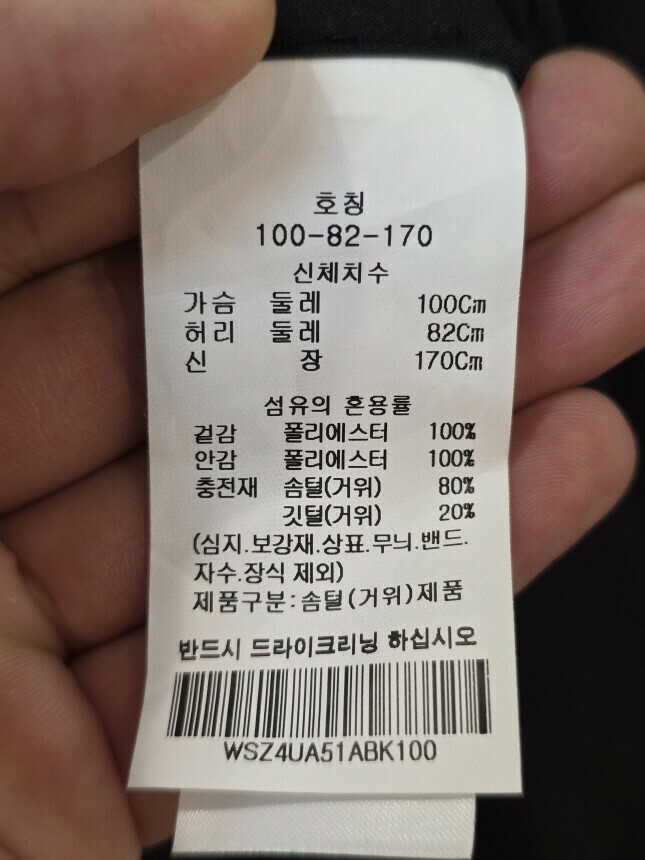 호칭
100-82-170
신체치수
가슴 둘레 100Cm
허리 둘레 82Cm
신 장 170Cm
섬유의 혼용률
겉감 폴리에스터 100%
안감 폴리에스터 100%
충전재 솜털(거위) 80%
깃털(거위) 20%
(심지.보강재.상표.무늬.밴드.
자수.장식 제외)
제품구분:솜털(거위)제품
반드시 드라이크리닝 하십시오
WSZ4UA51ABK100